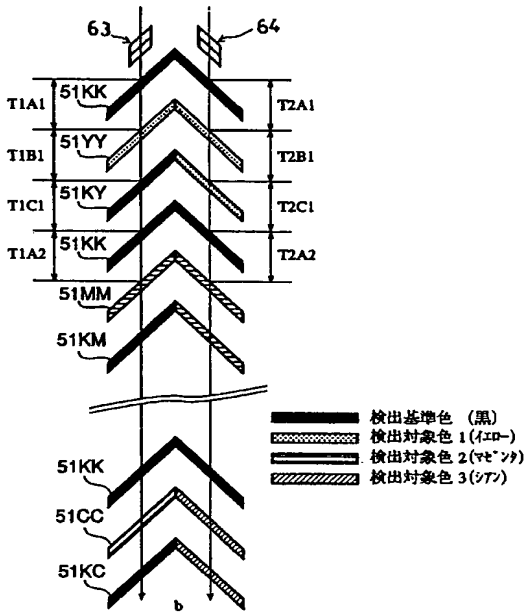 63
64
T1A1
51KK
T2A1
T1B1
51YY
T2B1
T1C1
51KY
T2C1
T1A2
51KK
T2A2
51MM
51KM
検出基準色 (黒)
検出対象色1(イエロー)
検出対象色2(マゼンタ)
検出対象色3(シアン)
51KK
51CC
51KC
b